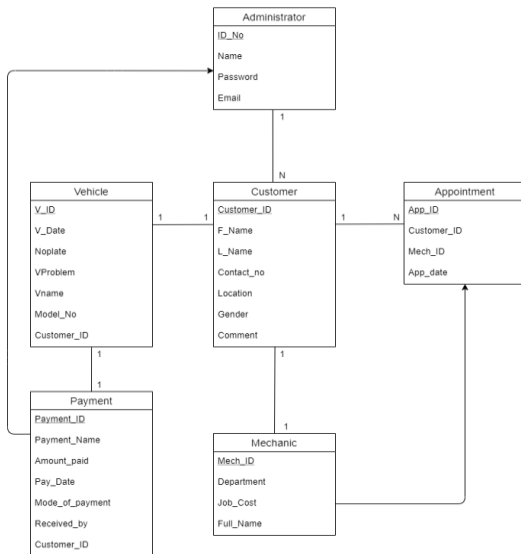 Administrator
ID_No
Name
Password
Email
1
N
Vehicle
V_ID
V_Date
Noplate
VProblem
Vname
Model_No
Customer_ID
1
1
Customer
Customer_ID
F_Name
L_Name
Contact_no
Location
Gender
Comment
1
N
Appointment
App_ID
Customer_ID
Mech_ID
App_date
1
1
Payment
Payment_ID
Payment_Name
Amount_paid
Pay_Date
Mode_of_payment
Received_by
Customer_ID
1
1
Mechanic
Mech_ID
Department
Job_Cost
Full_Name